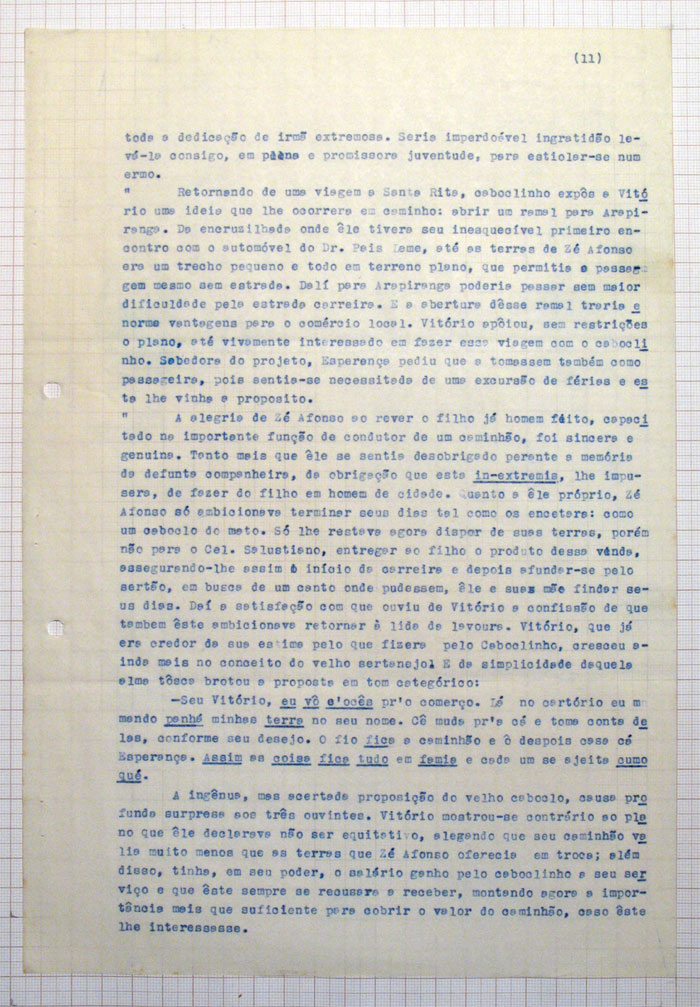 (11)
toda a dedicação de irmã extremosa. Seria imperdoável ingratidão le-
vá-la consigo, em plena e promissora juventude, para estiolar-se num
ermo.
" Retornando de uma viagem a Santa Rita, caboclinho expôs a Vitó
rio uma ideia que lhe ocorrera em caminho: abrir um ramal para Arapi-
ranga. Da encruzilhada onde êle tivera seu inesquecível primeiro en-
contro com o automóvel do Dr. Pais Leme, até as terras de Zé Afonso
era um trecho pequeno e todo em terreno plano, que permitia a passa-
gem mesmo sem estrada. Dalí para Arapiranga poderia passar sem maior
dificuldade pela estrada carreira. E a abertura dêsse ramal traria e
norme vantagens para o comércio local. Vitório apôiou, sem restrições
o plano, até vivamente interessado em fazer essa viagem com o cabocli
nho. Sabedora do projeto, Esperança pediu que a tomassem também como
passageira, pois sentia-se necessitada de uma excursão de férias e es
ta lhe vinha a proposito.
" A alegria de Zé Afonso ao rever o filho já homem feito, capaci
tado na importante função de condutor de um caminhão, foi sincera e
genuina. Tanto mais que êle se sentia desobrigado perante a memória
da defunta companheira, da obrigação que esta in-extremis, lhe impu-
sera, de fazer do filho em homem de cidade. Quanto a êle próprio, Zé
Afonso só ambicionava terminar seus dias tal como os encetara: como
um caboclo do mato. Só lhe restava agora dispor de suas terras, porém
não para o Cel. Salustiano, entregar ao filho o produto dessa venda,
assegurando-lhe assim o início da carreira e depois afundar-se pelo
sertão, em busca de um canto onde pudessem, êle e sua mãe findar se-
us dias. Daí a satisfação com que ouviu de Vitório a confissão de que
tambem êste ambicionava retornar à lida da lavoura. Vitório, que já
era credor da sua estima pelo que fizera pelo Caboclinho, cresceu a-
inda mais no conceito do velho sertanejo! E da simplicidade daquela
alma tôsca brotou a proposta em tom categórico:
—Seu Vitório, eu vô c'ocês pr'o comerço. Lá no cartório eu m
mando panhá minhas terra no seu nome. Cê muda pr'a cá e toma conta de
las, conforme seu desejo. O fio fica a caminhão e ô despois casa cá
Esperança. Assim as coisa fica tudo em famia e cada um se ajeita cumo
qué.
A ingênua, mas acertada proposição do velho caboclo, causa pro
funda surpresa aos três ouvintes. Vitório mostrou-se contrário ao pla
no que êle declarava não ser equitativo, alegando que seu caminhão va
lia muito menos que as terras que Zé Afonso oferecia em troca; além
disso, tinha, em seu poder, o salário ganho pelo caboclinho a seu ser
viço e que êste sempre se recusara a receber, montando agora a impor-
tância mais que suficiente para cobrir o valor do caminhão, caso êste
lhe interessasse.